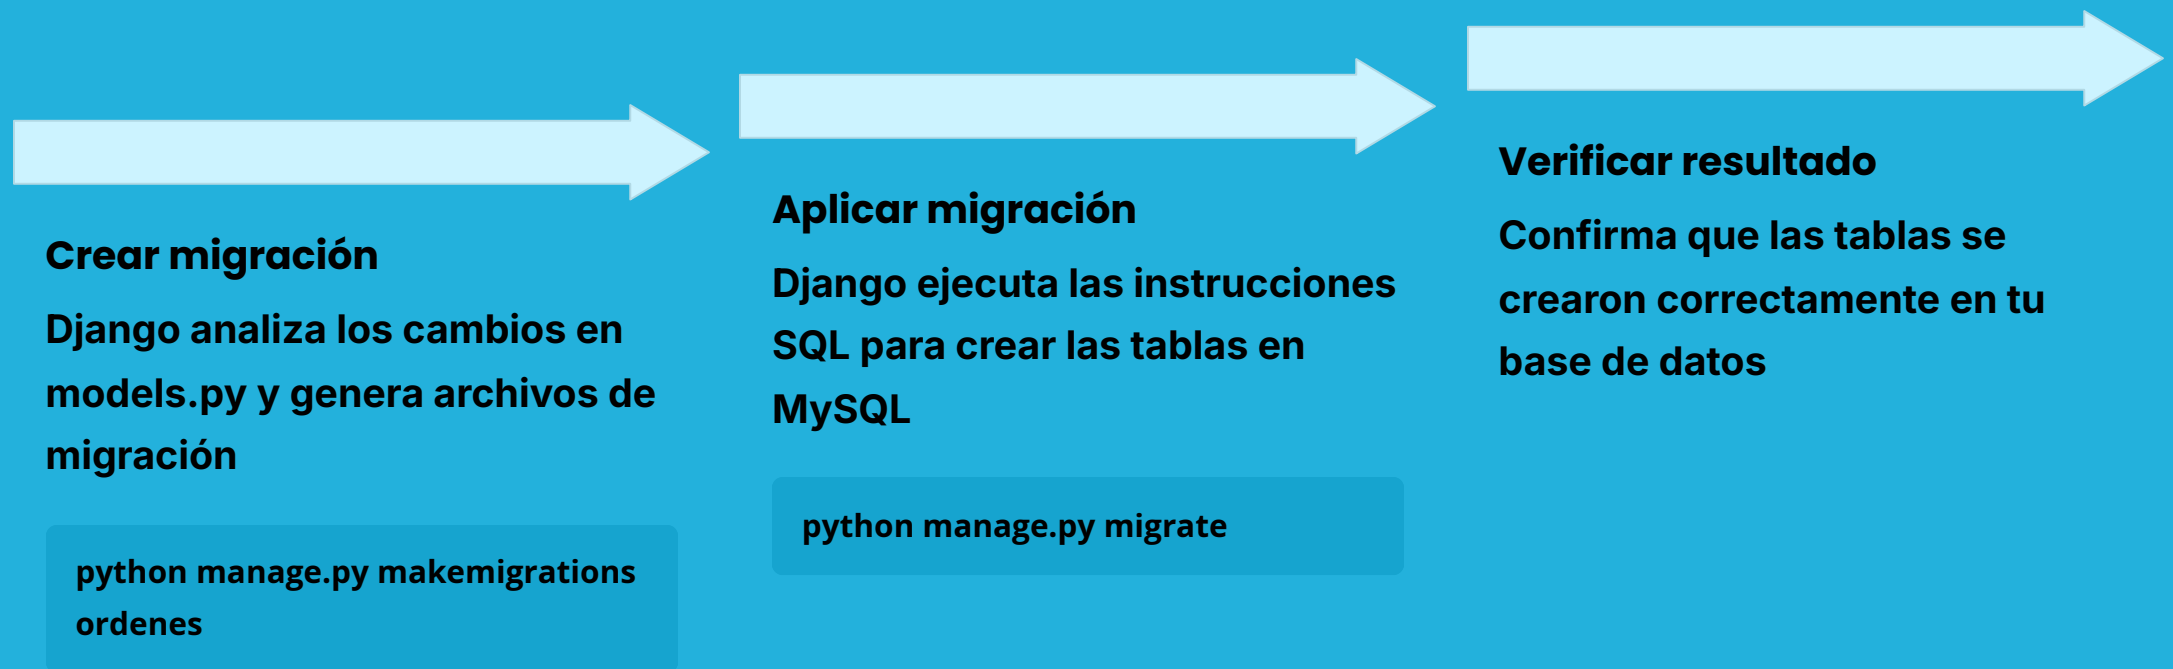 Crear migración
Django analiza los cambios en
models.py y genera archivos de
migración
python manage.py makemigrations
ordenes
Aplicar migración
Django ejecuta las instrucciones
SQL para crear las tablas en
MySQL
python manage.py migrate
Verificar resultado
Confirma que las tablas se
crearon correctamente en tu
base de datos